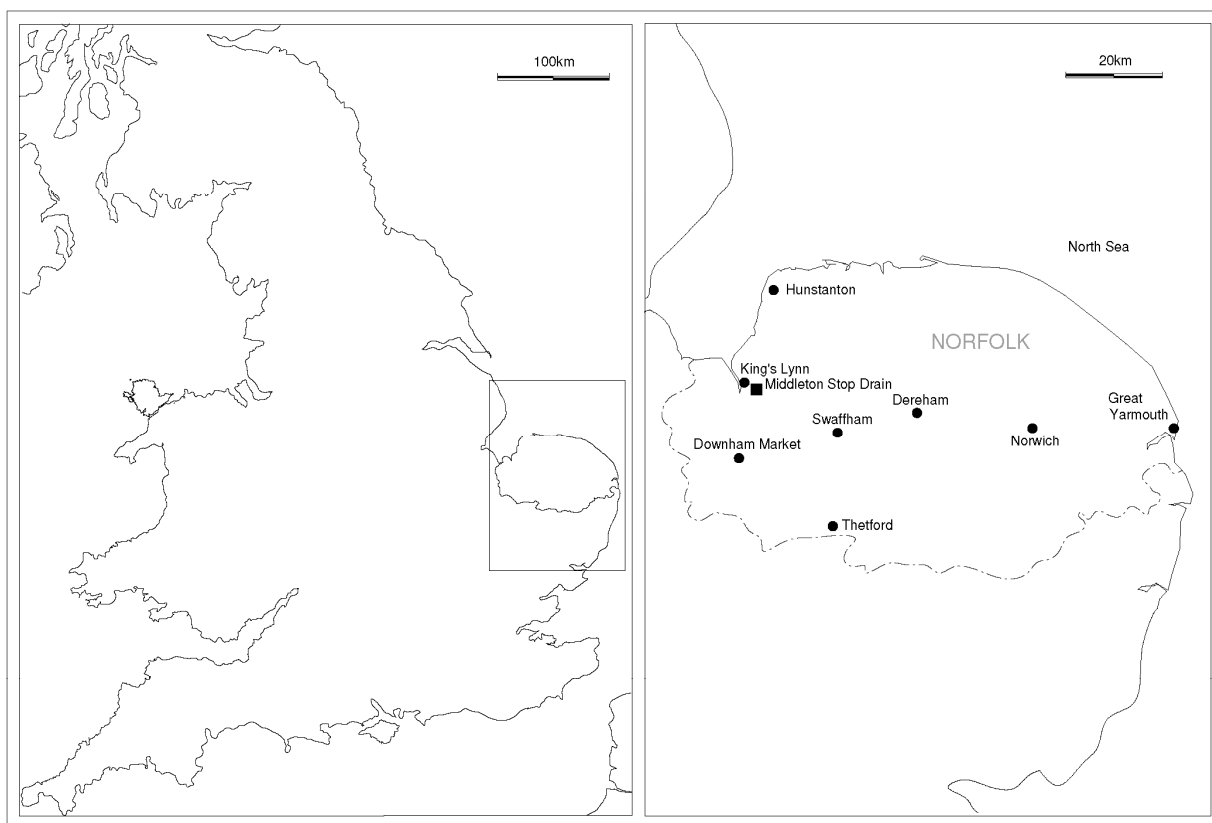 100km
20km
North Sea
Hunstanton
NORFOLK
King's Lynn
Middleton Stop Drain
Dereham
Great
Yarmouth
Swaffham
Norwich
Downham Market
Thetford